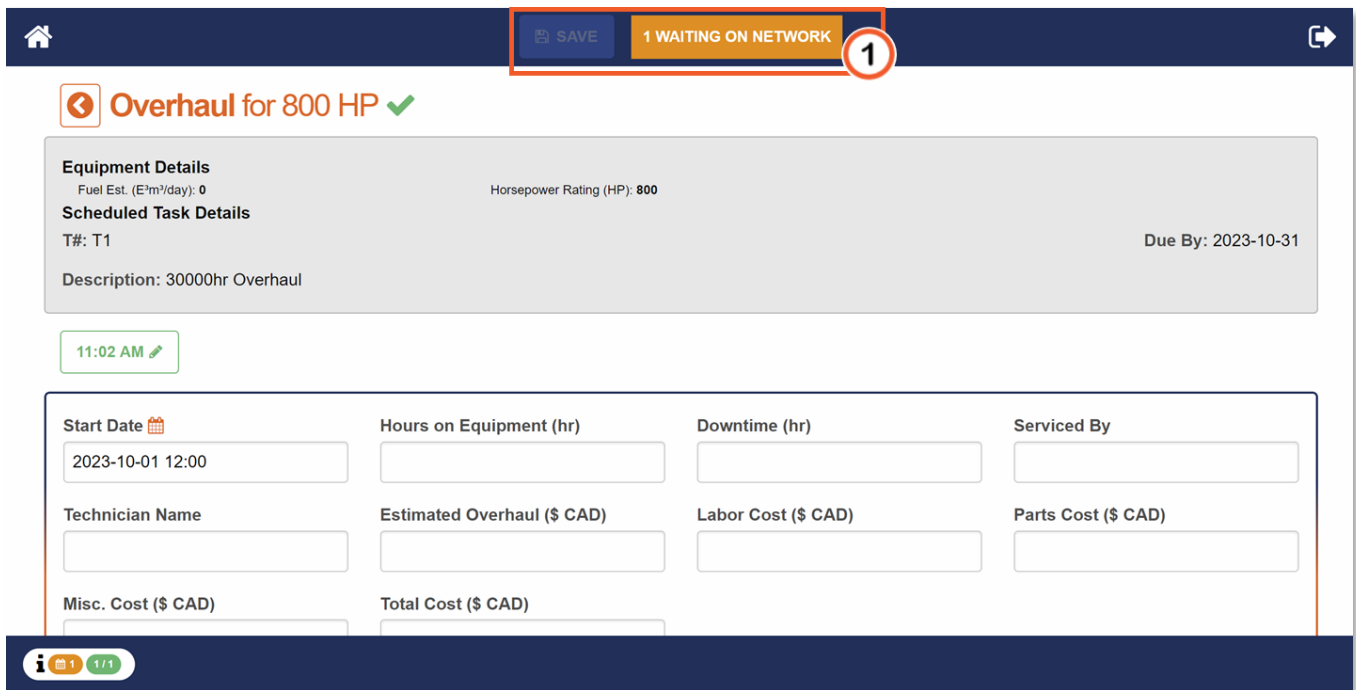 SAVE 1 WAITING ON NETWORK
1
Overhaul for 800 HP
Equipment Details
Fuel Est. (E³m³/day): 0 Horsepower Rating (HP): 800
Scheduled Task Details
T#: T1 Due By: 2023-10-31
Description: 30000hr Overhaul
11:02 AM
Start Date Hours on Equipment (hr) Downtime (hr) Serviced By
2023-10-01 12:00
Technician Name Estimated Overhaul ($ CAD) Labor Cost ($ CAD) Parts Cost ($ CAD)
Misc. Cost ($ CAD) Total Cost ($ CAD)
i 1 1/1